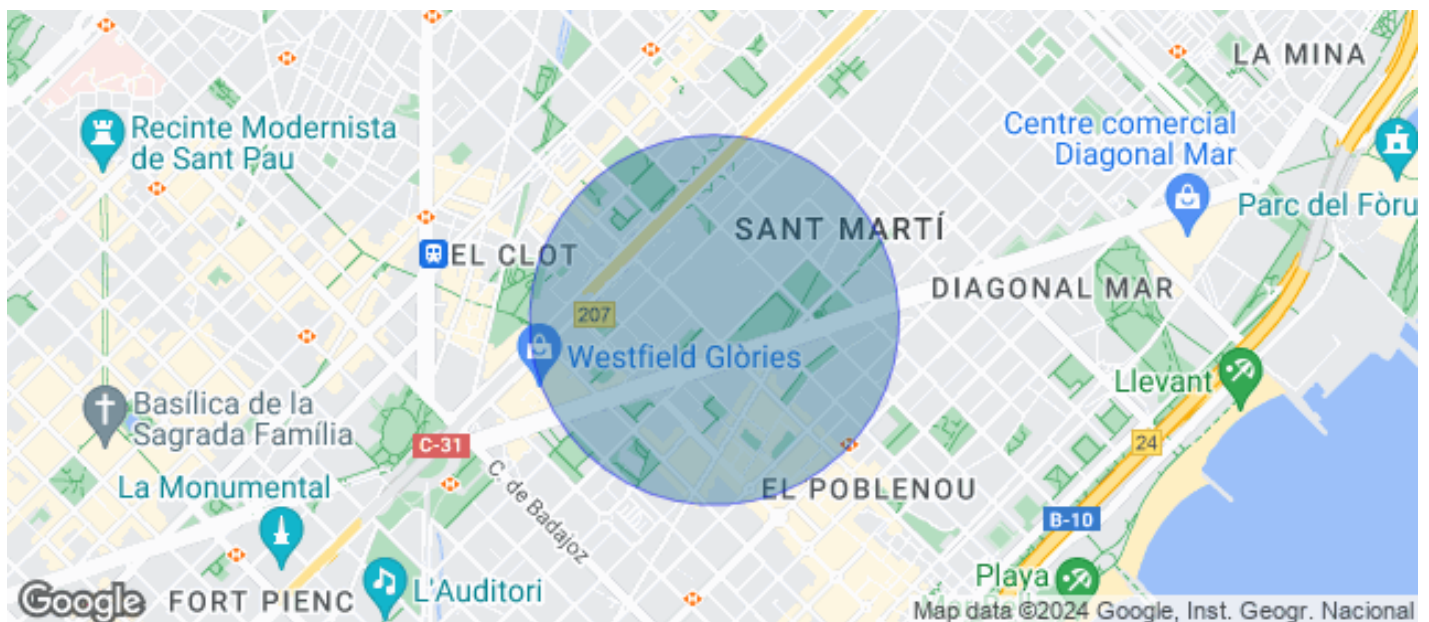 LA MINA
Recinte Modernista
de Sant Pau
Centre comercial
Diagonal Mar
Parc del Fòru
SANT MARTÍ
EL CLOT
DIAGONAL MAR
207
Westfield Glòries
Llevant
Basílica de la
Sagrada Família
C-31
24
La Monumental
C. de Badajoz
EL POBLENOU
B-10
Playa
L'Auditori
FORT PIENC
Google
Map data ©2024 Google, Inst. Geogr. Nacional